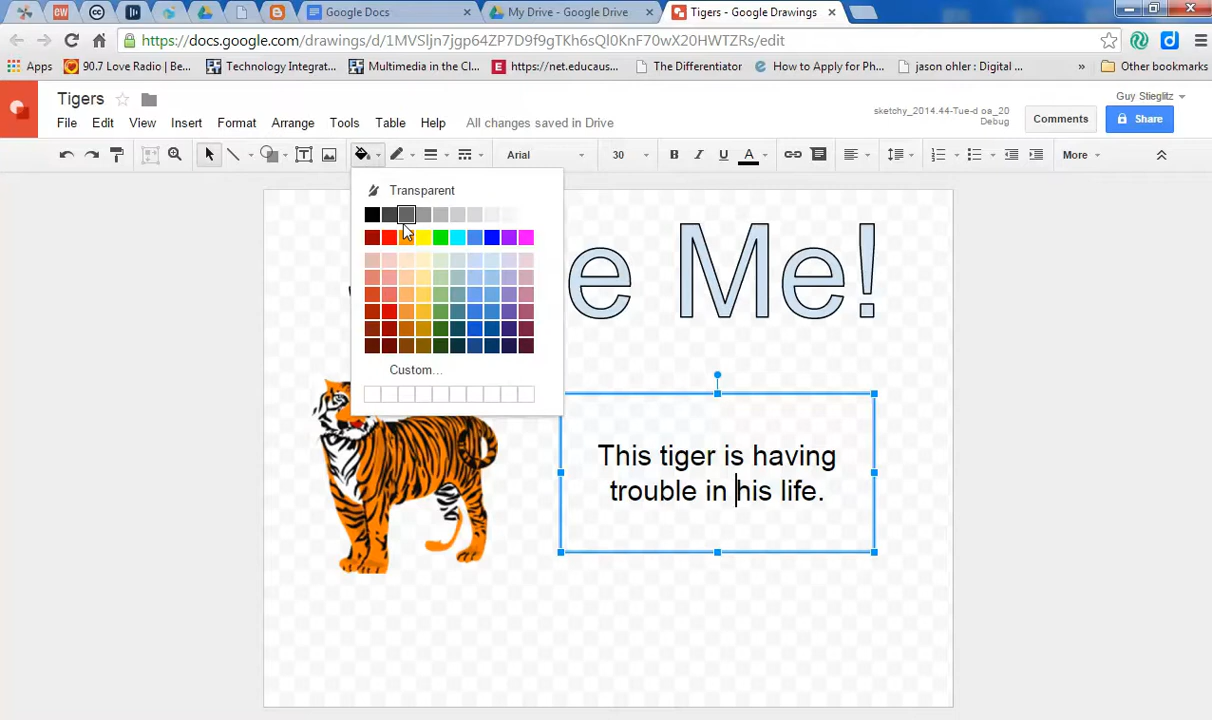 Google Docs
My Drive - Google Drive
Tigers - Google Drawings
https://docs.google.com/drawings/d/1MVSljn7jgp64ZP7D9f9gTKh6sQl0KnF70wX20HWTZRs/edit
Apps
90.7 Love Radio | Be...
Technology Integrat...
Multimedia in the Cl...
https://net.educaus...
The Differentiator
How to Apply for Ph...
jason ohler : Digital ...
»
Other bookmarks
Tigers
Guy Stieglitz
sketchy_2014.44-Tue-d oa_20
Debug
Comments
Share
File Edit View Insert Format Arrange Tools Table Help All changes saved in Drive
Arial 30 B I U A More
Transparent
e Me!
Custom...
This tiger is having
trouble in his life.